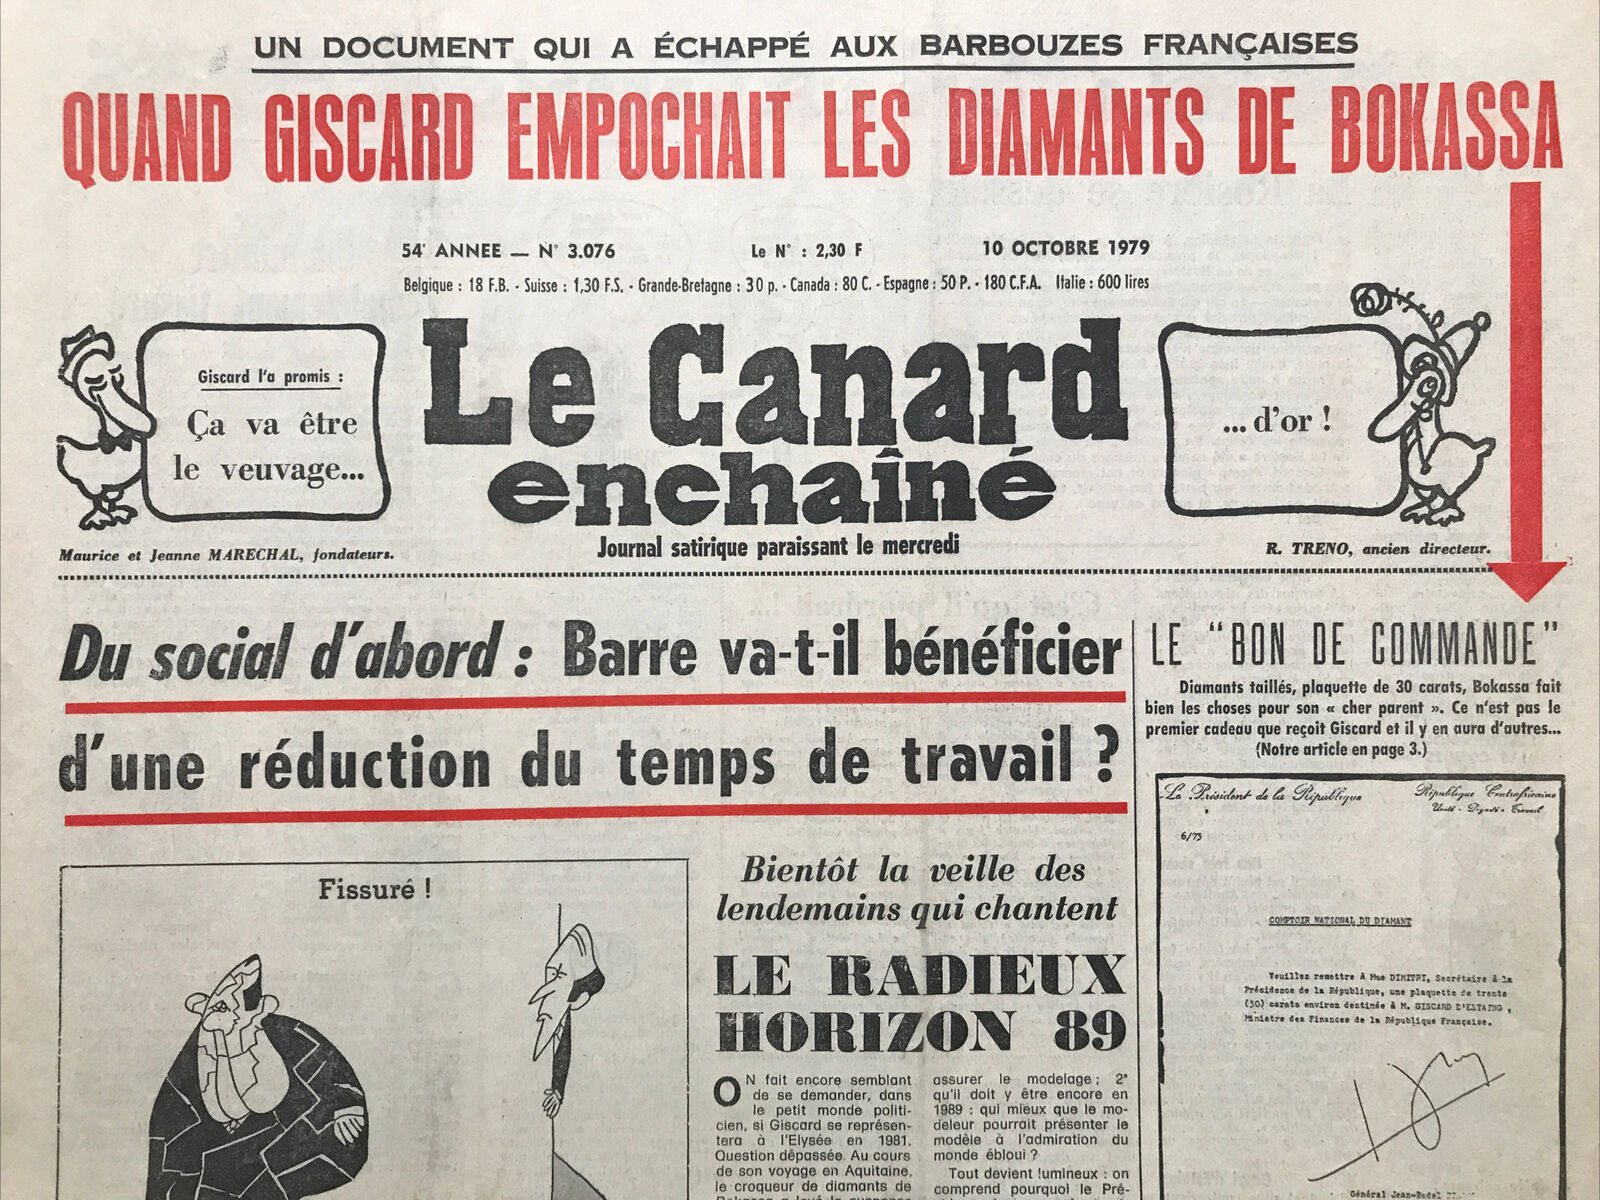 UN DOCUMENT QUI A ÉCHAPPÉ AUX BARBOUZES FRANÇAISES
QUAND GISCARD EMPOCHAIT LES DIAMANTS DE BOKASSA
54e ANNEE — N° 3.076
Le N° : 2,30 F
10 OCTOBRE 1979
Belgique : 18 F.B. - Suisse : 1,30 F.S. - Grande-Bretagne : 30 p. - Canada : 80 C. - Espagne : 50 P. - 180 C.F.A. Italie : 600 lires
Giscard l'a promis :
Ça va être
le veuvage...
Le Canard
enchaîné
... d'or !
Maurice et Jeanne MARECHAL, fondateurs.
Journal satirique paraissant le mercredi
R. TRENO, ancien directeur.
Du social d'abord : Barre va-t-il bénéficier
d'une réduction du temps de travail ?
Fissuré !
Bientôt la veille des
lendemains qui chantent
LE RADIEUX
HORIZON 89
ON fait encore semblant
de se demander, dans
le petit monde politi-
cien, si Giscard se représen-
tera à l'Elysée en 1981.
Question dépassée. Au cours
de son voyage en Aquitaine,
le croqueur de diamants de
assurer le modelage ; 2°
qu'il doit y être encore en
1989 : qui mieux que le mo-
deleur pourrait présenter le
modèle à l'admiration du
monde ébloui ?
Tout devient lumineux : on
comprend pourquoi le Pré-
LE "BON DE COMMANDE"
Diamants taillés, plaquette de 30 carats, Bokassa fait
bien les choses pour son « cher parent ». Ce n'est pas le
premier cadeau que reçoit Giscard et il y en aura d'autres...
(Notre article en page 3.)
Le Président de la République
République Centrafricaine
Unité - Dignité - Travail
6/73
COMPTOIR NATIONAL DU DIAMANT
Veuillez remettre à Mme DIMITRI, Secrétaire à la
Présidence de la République, une plaquette de trente
(30) carats environ destinée à M. GISCARD D'ESTAING ,
Ministre des Finances de la République Française.
Général Jean-Bedel